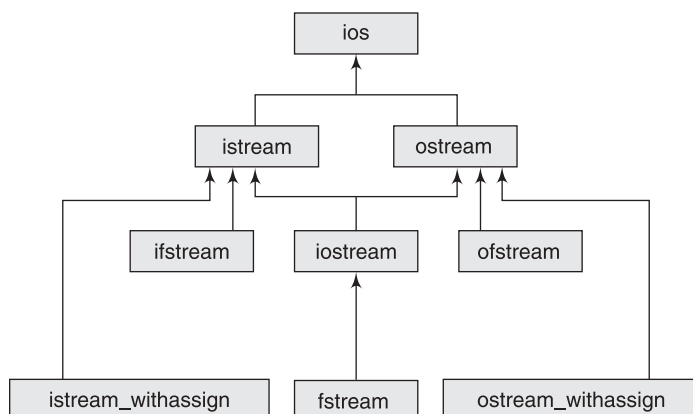 ios
istream
ostream
ifstream
iostream
ofstream
istream_withassign
fstream
ostream_withassign